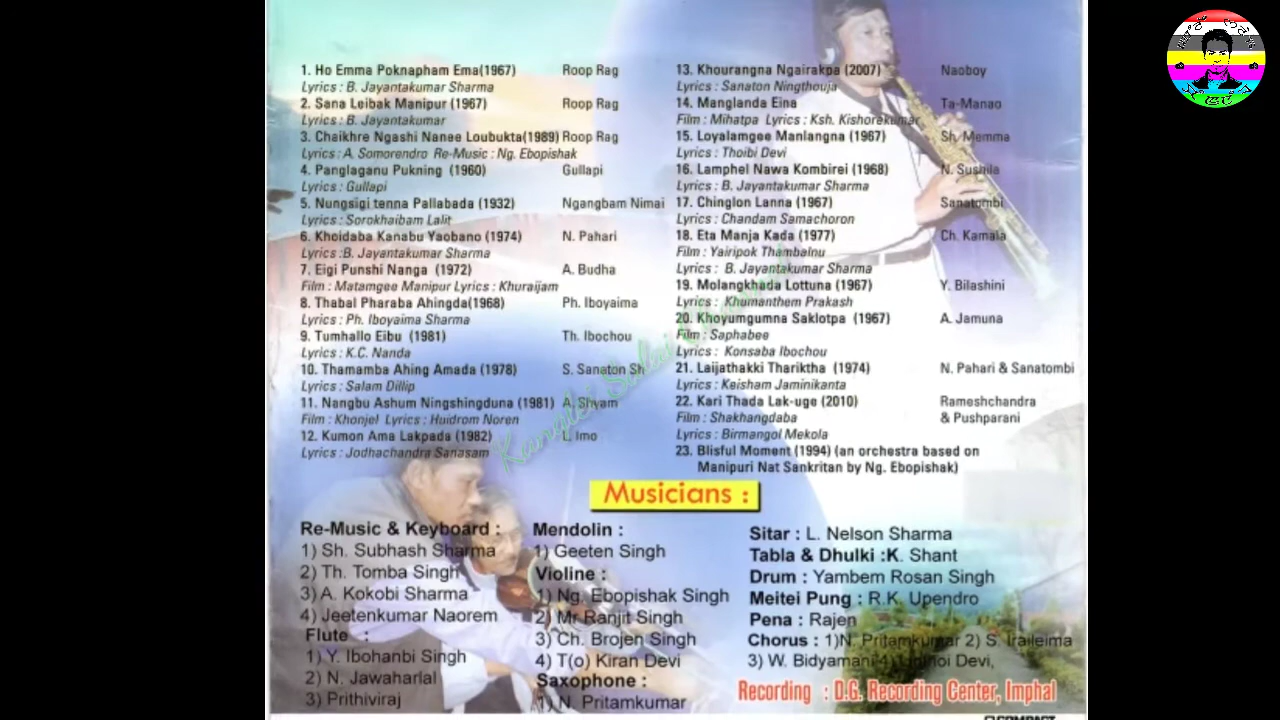 1. Ho Emma Poknapham Ema(1967) Roop Rag
Lyrics : B. Jayantakumar Sharma
2. Sana Leibak Manipur (1967) Roop Rag
Lyrics : B. Jayantakumar
3. Chaikhre Ngashi Nanee Loubukta(1989) Roop Rag
Lyrics : A. Somorendro Re-Music : Ng. Ebopishak
4. Panglaganu Pukning (1960) Gullapi
Lyrics : Gullapi
5. Nungsigi tenna Pallabada (1932) Ngangbam Nimai
Lyrics : Sorokhaibam Lalit
6. Khoidaba Kanabu Yaobano (1974) N. Pahari
Lyrics :B. Jayantakumar Sharma
7. Eigi Punshi Nanga (1972) A. Budha
Film : Matamgee Manipur Lyrics : Khuraijam
8. Thabal Pharaba Ahingda(1968) Ph. Iboyaima
Lyrics : Ph. Iboyaima Sharma
9. Tumhallo Eibu (1981) Th. Ibochou
Lyrics : K.C. Nanda
10. Thamamba Ahing Amada (1978) S. Sanaton Sh
Lyrics : Salam Dillip
11. Nangbu Ashum Ningshingduna (1981) A. Shyam
Film : Khonjel Lyrics : Huidrom Noren
12. Kumon Ama Lakpada (1982) L. Imo
Lyrics : Jodhachandra Sanasam
13. Khourangna Ngairakpa (2007) Naoboy
Lyrics : Sanaton Ningthouja
14. Manglanda Eina Ta-Manao
Film : Mihatpa Lyrics : Ksh. Kishorekumar
15. Loyalamgee Manlangna (1967) Sh. Memma
Lyrics : Thoibi Devi
16. Lamphel Nawa Kombirei (1968) N. Sushila
Lyrics : B. Jayantakumar Sharma
17. Chinglon Lanna (1967) Sanatombi
Lyrics : Chandam Samachoron
18. Eta Manja Kada (1977) Ch. Kamala
Film : Yairipok Thambalnu
Lyrics : B. Jayantakumar Sharma
19. Molangkhada Lottuna (1967) Y. Bilashini
Lyrics : Khumanthem Prakash
20. Khoyumgumna Saklotpa (1967) A. Jamuna
Film : Saphabee
Lyrics : Konsaba Ibochou
21. Laijathakki Thariktha (1974) N. Pahari & Sanatombi
Lyrics : Keisham Jaminikanta
22. Kari Thada Lak-uge (2010) Rameshchandra
Film : Shakhangdaba & Pushparani
Lyrics : Birmangol Mekola
23. Blisful Moment (1994) (an orchestra based on
Manipuri Nat Sankritan by Ng. Ebopishak)
Kanglei Salai Channel
Musicians :
Re-Music & Keyboard :
1) Sh. Subhash Sharma
2) Th. Tomba Singh
3) A. Kokobi Sharma
4) Jeetenkumar Naorem
Flute :
1) Y. Ibohanbi Singh
2) N. Jawaharlal
3) Prithiviraj
Mendolin :
1) Geeten Singh
Violine :
1) Ng. Ebopishak Singh
2) Mr Ranjit Singh
3) Ch. Brojen Singh
4) T(o) Kiran Devi
Saxophone :
1) N. Pritamkumar
Sitar : L. Nelson Sharma
Tabla & Dhulki :K. Shant
Drum : Yambem Rosan Singh
Meitei Pung : R.K. Upendro
Pena : Rajen
Chorus : 1)N. Pritamkumar 2) S. Iraileima
3) W. Bidyamani 4) Devi,
Recording : D.G. Recording Center, Imphal